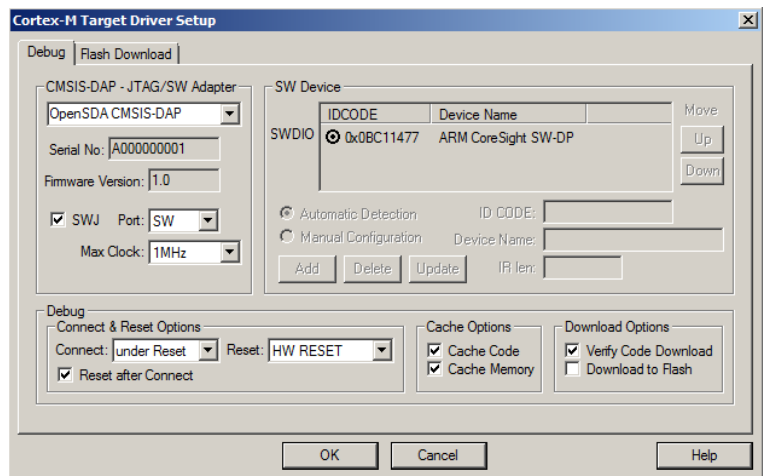 Cortex-M Target Driver Setup
Debug Flash Download
CMSIS-DAP - JTAG/SW Adapter
OpenSDA CMSIS-DAP
Serial No: A000000001
Firmware Version: 1.0
SWJ Port: SW
Max Clock: 1MHz
SW Device
IDCODE Device Name Move
SWDIO 0x0BC11477 ARM CoreSight SW-DP Up
Down
Automatic Detection ID CODE:
Manual Configuration Device Name:
Add Delete Update IR len:
Debug
Connect & Reset Options
Connect: under Reset Reset: HW RESET
Reset after Connect
Cache Options
Cache Code
Cache Memory
Download Options
Verify Code Download
Download to Flash
OK Cancel Help